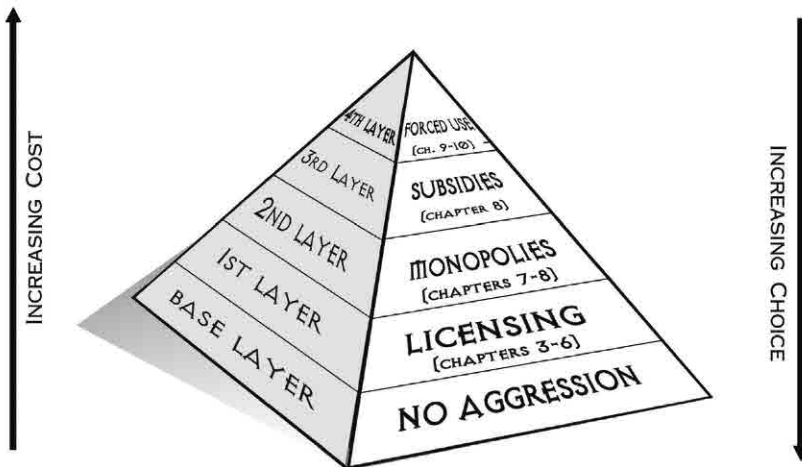 INCREASING COST
4TH LAYER
3RD LAYER
2ND LAYER
1ST LAYER
BASE LAYER
FORCED USE
(CH. 9-10)
SUBSIDIES
(CHAPTER 8)
MONOPOLIES
(CHAPTERS 7-8)
LICENSING
(CHAPTERS 3-6)
NO AGGRESSION
INCREASING CHOICE